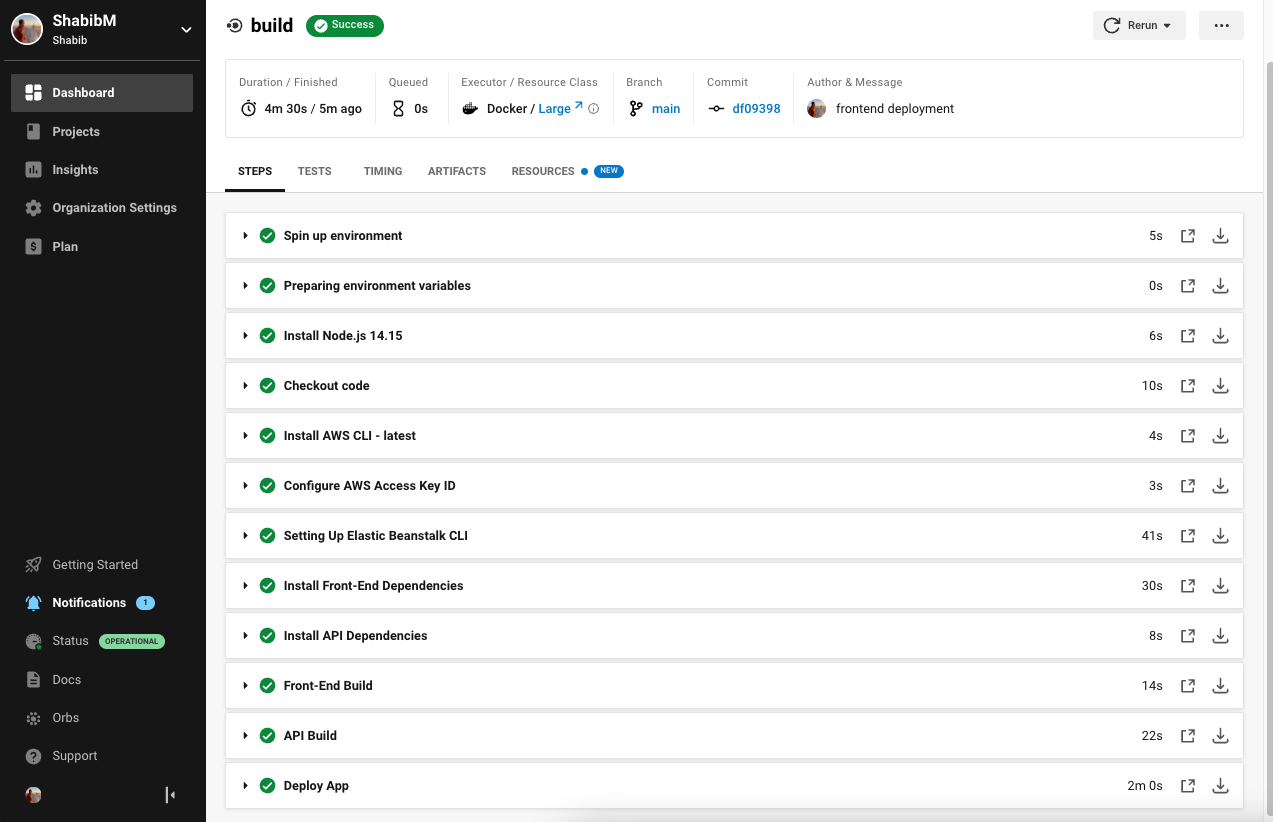 ShabibM
Shabib
Dashboard
Projects
Insights
Organization Settings
$ Plan
Getting Started
Notifications 1
Status OPERATIONAL
Docs
Orbs
? Support
build Success
Rerun
Duration / Finished
4m 30s / 5m ago
Queued
0s
Executor / Resource Class
Docker / Large
Branch
main
Commit
df09398
Author & Message
frontend deployment
STEPS TESTS TIMING ARTIFACTS RESOURCES NEW
Spin up environment 5s
Preparing environment variables 0s
Install Node.js 14.15 6s
Checkout code 10s
Install AWS CLI - latest 4s
Configure AWS Access Key ID 3s
Setting Up Elastic Beanstalk CLI 41s
Install Front-End Dependencies 30s
Install API Dependencies 8s
Front-End Build 14s
API Build 22s
Deploy App 2m 0s